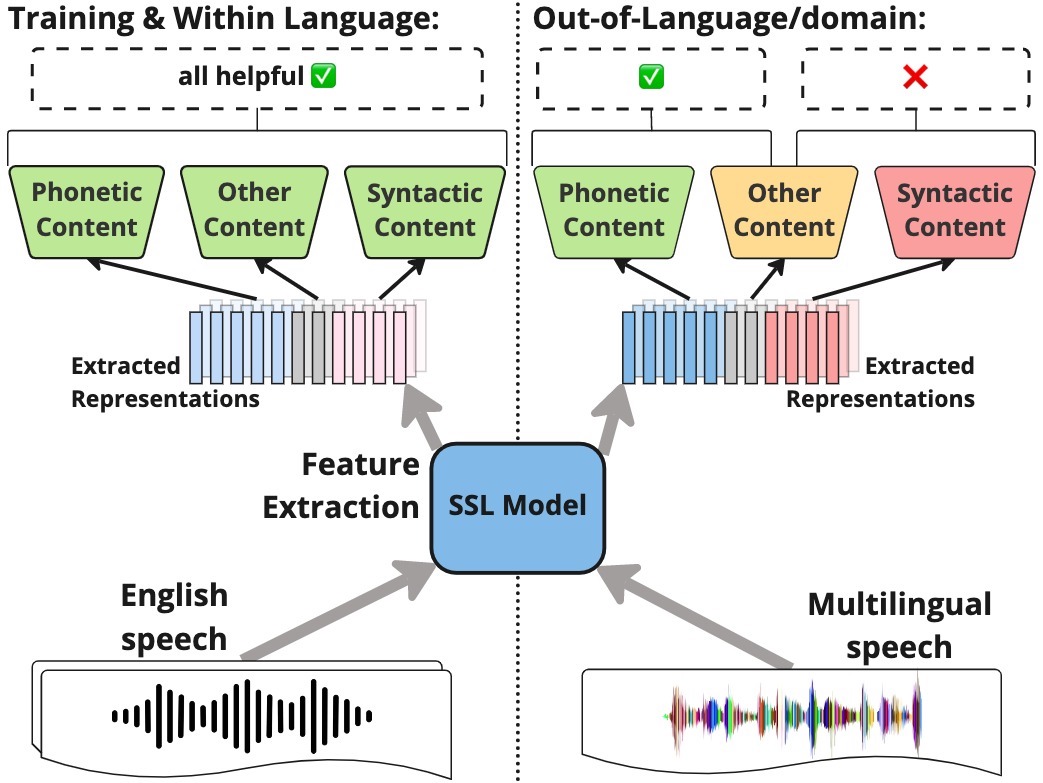 Training & Within Language:
all helpful ✅
Phonetic
Content
Other
Content
Syntactic
Content
Extracted
Representations
Out-of-Language/domain:
✅
❌
Phonetic
Content
Other
Content
Syntactic
Content
Extracted
Representations
Feature
Extraction
SSL Model
English
speech
Multilingual
speech